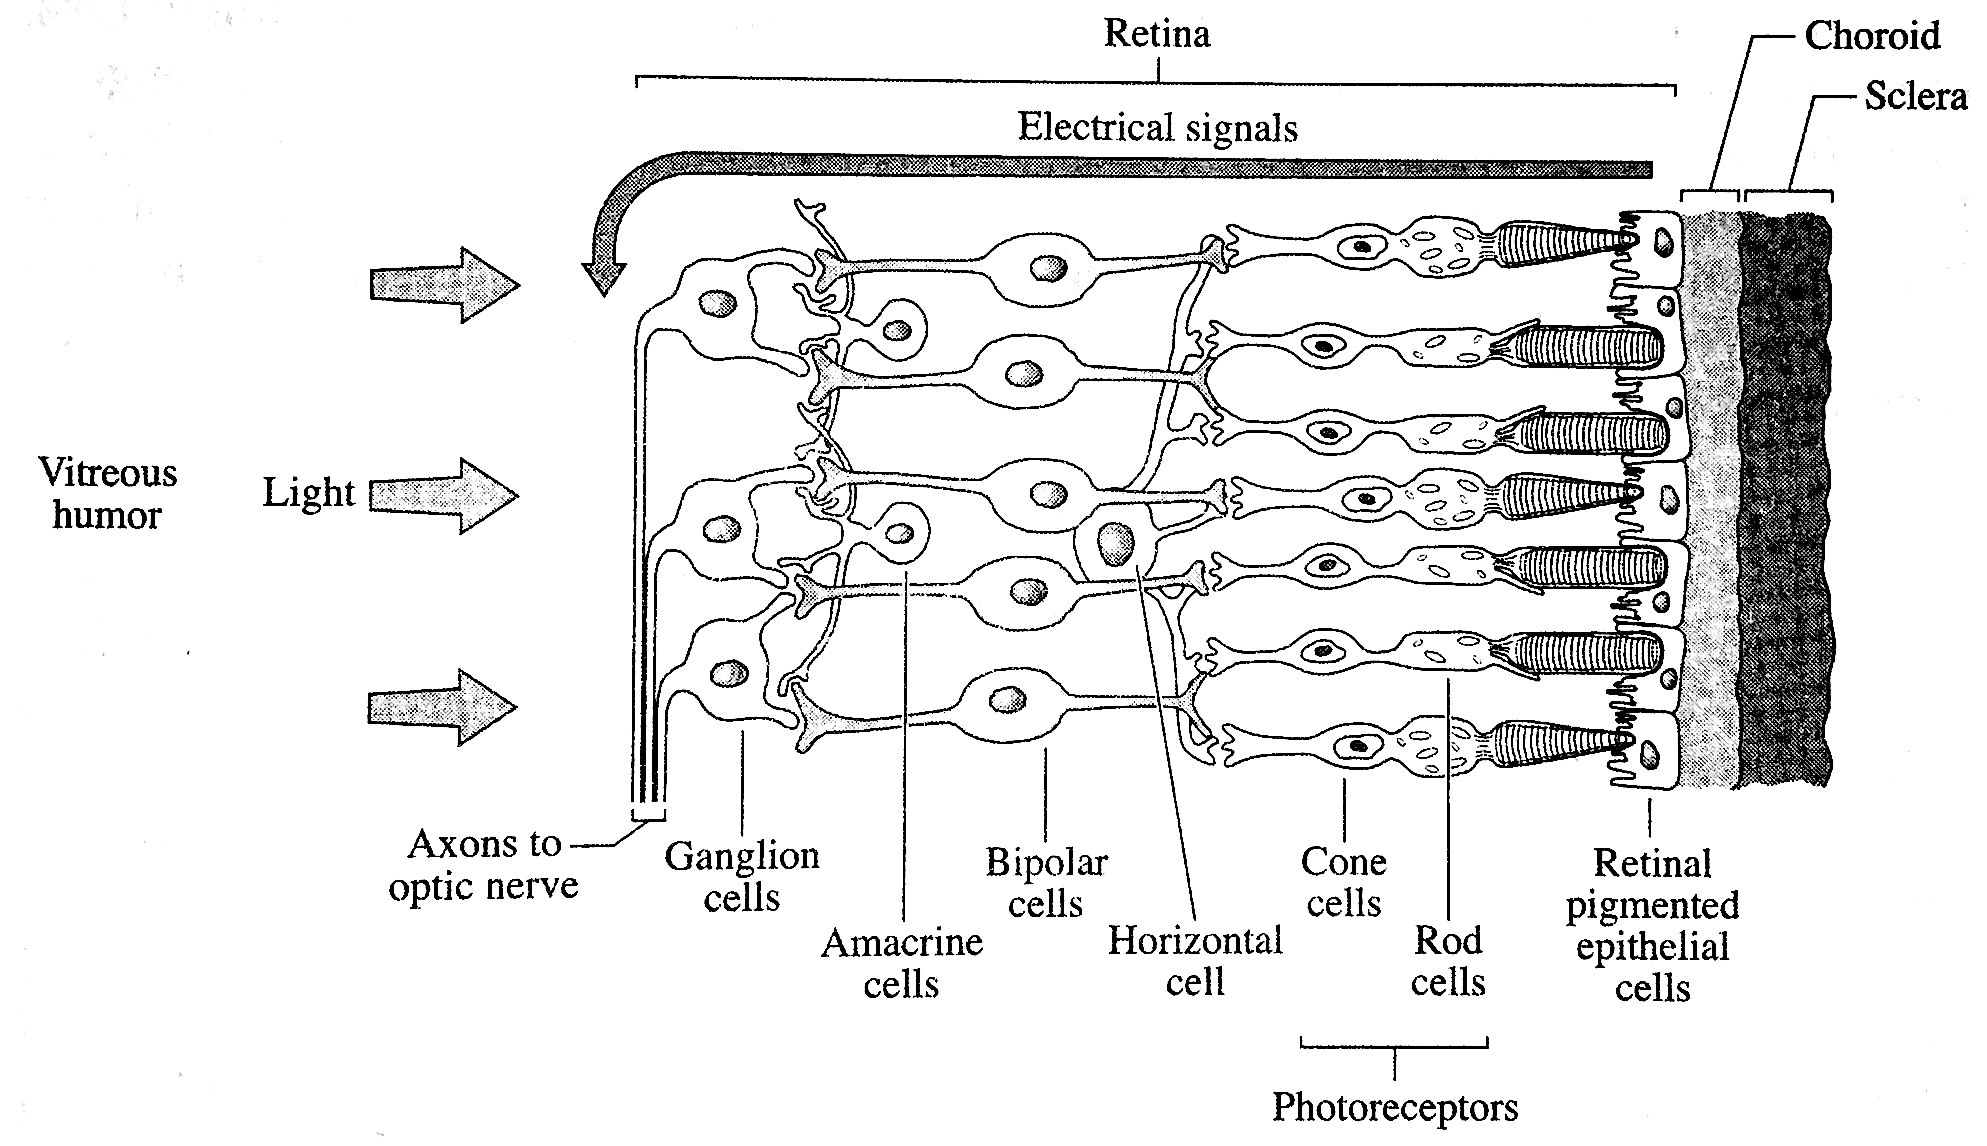 Retina
Choroid
Sclera
Electrical signals
Vitreous
humor
Light
Axons to
optic nerve
Ganglion
cells
Amacrine
cells
Bipolar
cells
Horizontal
cell
Cone
cells
Rod
cells
Retinal
pigmented
epithelial
cells
Photoreceptors